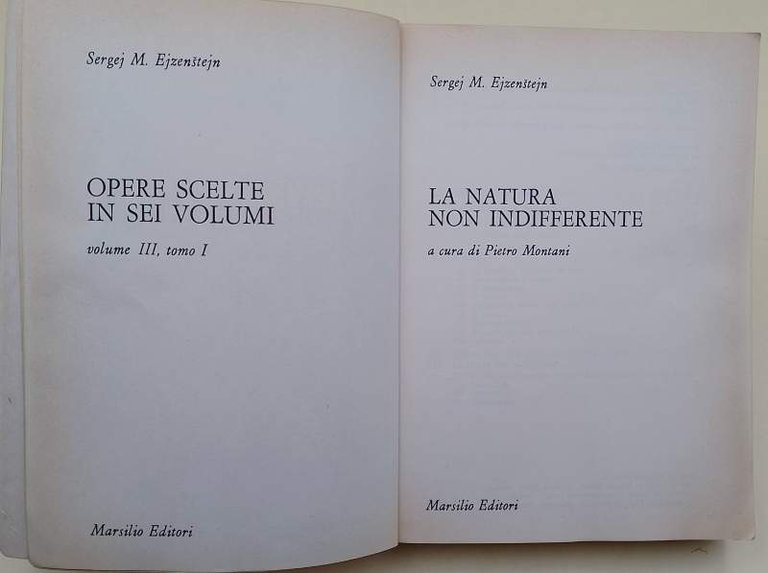 Sergej M. Ejzenštejn
OPERE SCELTE
IN SEI VOLUMI
volume III, tomo I
Marsilio Editori
Sergej M. Ejzenštejn
LA NATURA
NON INDIFFERENTE
a cura di Pietro Montani
Marsilio Editori